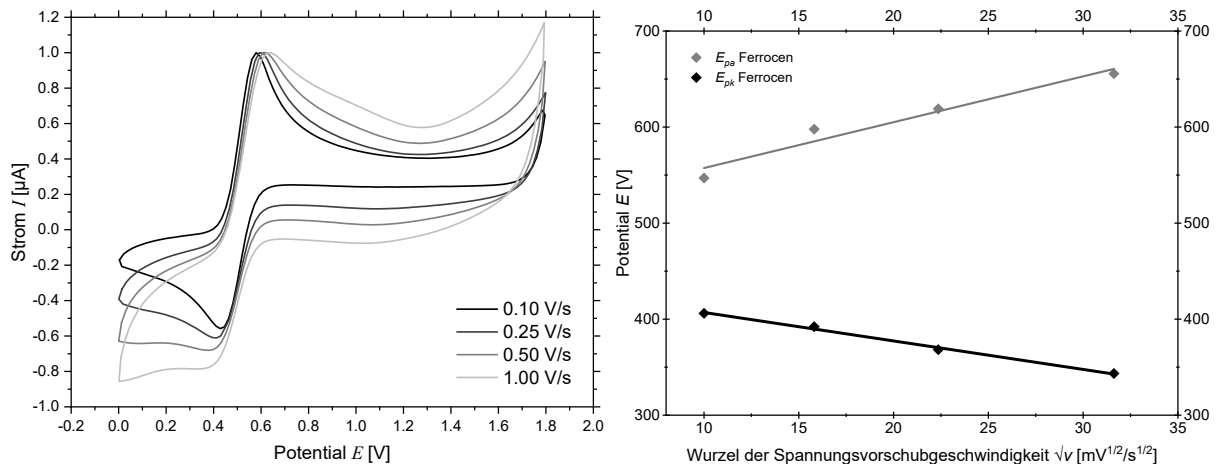 1.2
1.0
0.8
0.6
0.4
0.2
0.0
-0.2
-0.4
-0.6
-0.8
-1.0
Strom I [µA]
0.10 V/s
0.25 V/s
0.50 V/s
1.00 V/s
-0.2 0.0 0.2 0.4 0.6 0.8 1.0 1.2 1.4 1.6 1.8 2.0
Potential E [V]
10 15 20 25 30 35
700 700
Epa Ferrocen
Epk Ferrocen
600 600
500 500
400 400
300 300
Potential E [V]
10 15 20 25 30 35
Wurzel der Spannungsvorschubgeschwindigkeit √v [mV1/2/s1/2]